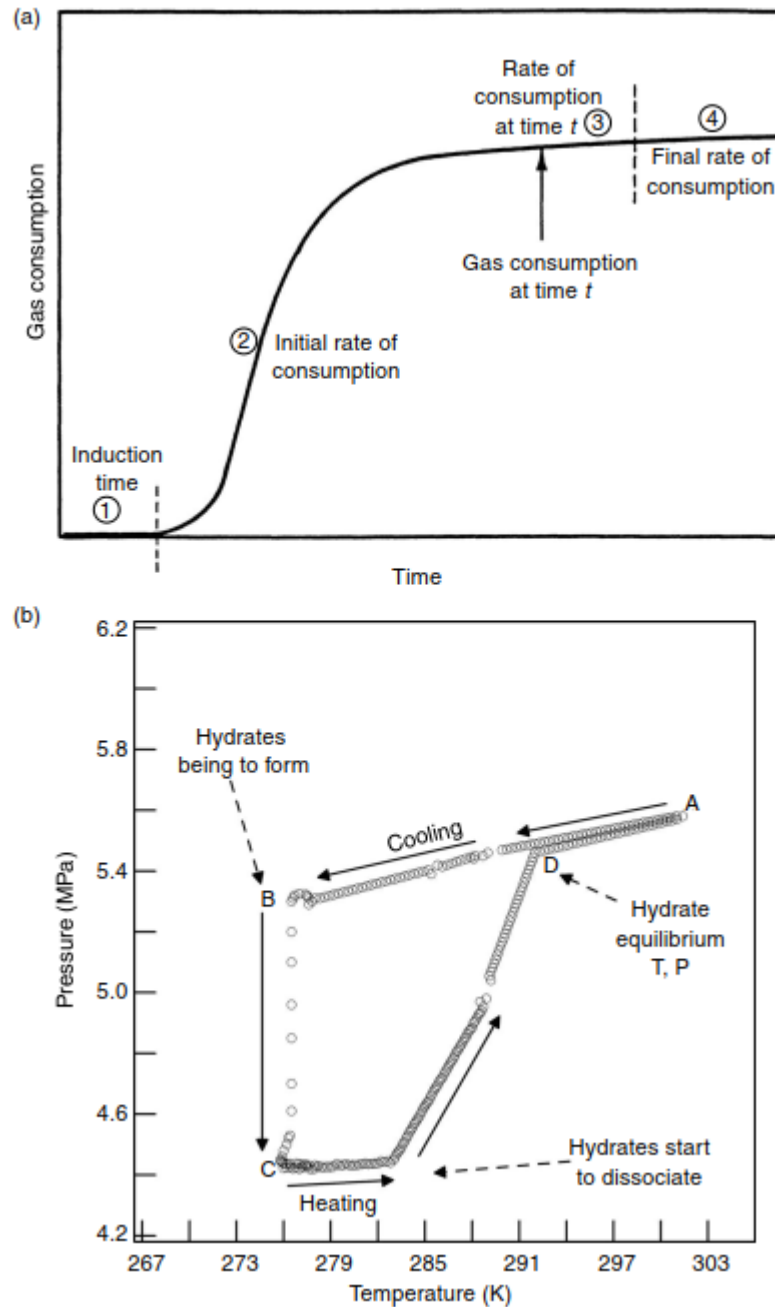 (a)
Gas consumption
Rate of
consumption
at time t ③
④
Final rate of
consumption
Gas consumption
at time t
② Initial rate of
consumption
Induction
time
①
Time
(b)
Pressure (MPa)
6.2
5.8
5.4
5.0
4.6
4.2
Hydrates
being to form
Cooling
A
B
D
Hydrate
equilibrium
T, P
C
Heating
Hydrates start
to dissociate
267 273 279 285 291 297 303
Temperature (K)